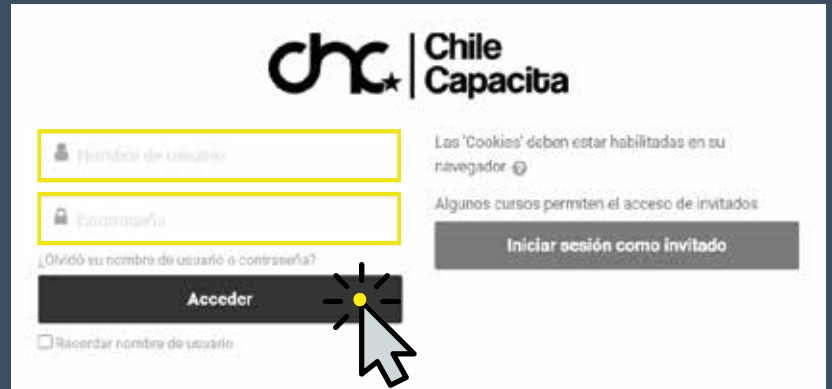 chc
Chile
Capacita
Nombre de usuario
Contraseña
¿Olvidó su nombre de usuario o contraseña?
Acceder
Recordar nombre de usuario
Las 'Cookies' deben estar habilitadas en su
navegador
Algunos cursos permiten el acceso de invitados
Iniciar sesión como invitado